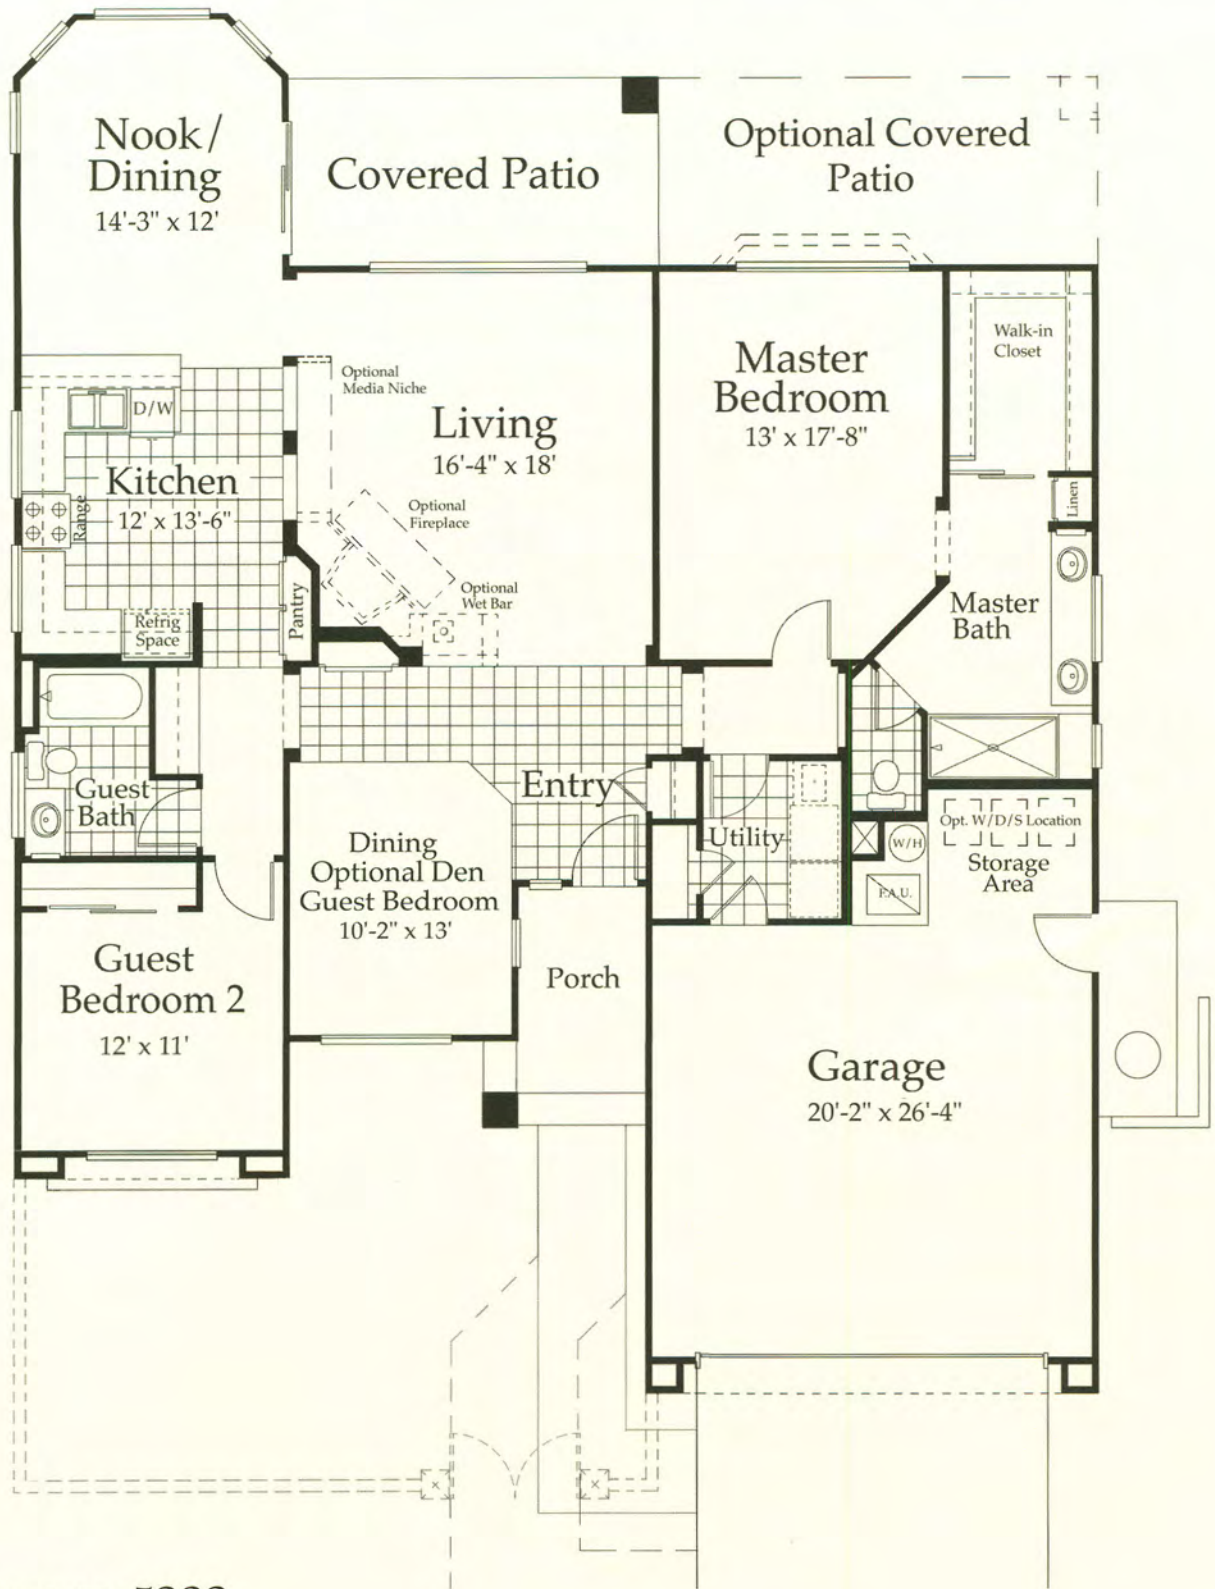 Nook/
Dining
14'-3" x 12'
Covered Patio
Optional Covered
Patio
Walk-in
Closet
Master
Bedroom
13' x 17'-8"
Optional
Media Niche
D/W
Living
16'-4" x 18'
Kitchen
12' x 13'-6"
Range
Optional
Fireplace
Linen
Optional
Wet Bar
Pantry
Refrig
Space
Master
Bath
Guest
Bath
Entry
Utility
Opt. W/D/S Location
W/H
Storage
Area
F.A.U.
Dining
Optional Den
Guest Bedroom
10'-2" x 13'
Guest
Bedroom 2
12' x 11'
Porch
Garage
20'-2" x 26'-4"